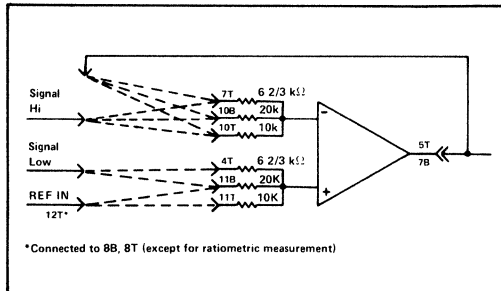 Signal
Hi
7T 6 2/3 kΩ
10B 20k
10T 10k
Signal
Low
4T 6 2/3 kΩ
11B 20K
REF IN
11T 10K
12T*
−
+
5T
7B
*Connected to 8B, 8T (except for ratiometric measurement)